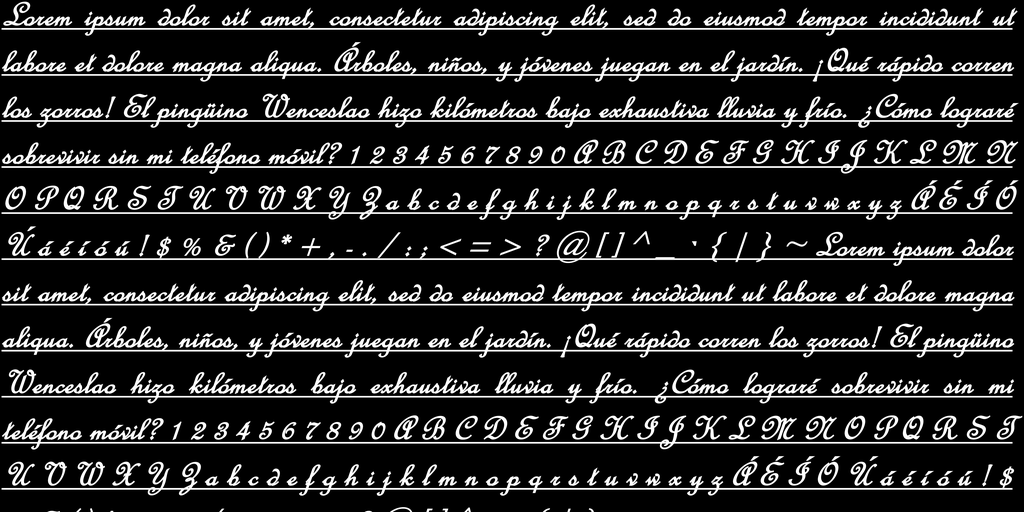 Lorem ipsum dolor sit amet, consectetur adipiscing elit, sed do eiusmod tempor incididunt ut
labore et dolore magna aliqua. Árboles, niños, y jóvenes juegan en el jardín. ¡Qué rápido corren
los zorros! El pingüino Wenceslao hizo kilómetros bajo exhaustiva lluvia y frío. ¿Cómo lograré
sobrevivir sin mi teléfono móvil? 1 2 3 4 5 6 7 8 9 0 A B C D E F G H I J K L M N
O P Q R S T U V W X Y Z a b c d e f g h i j k l m n o p q r s t u v w x y z Á É Í Ó
Ú á é í ó ú ! $ % & ( ) * + , - . / : ; < = > ? @ [ ] ^ _ ` { | } ~ Lorem ipsum dolor
sit amet, consectetur adipiscing elit, sed do eiusmod tempor incididunt ut labore et dolore magna
aliqua. Árboles, niños, y jóvenes juegan en el jardín. ¡Qué rápido corren los zorros! El pingüino
Wenceslao hizo kilómetros bajo exhaustiva lluvia y frío. ¿Cómo lograré sobrevivir sin mi
teléfono móvil? 1 2 3 4 5 6 7 8 9 0 A B C D E F G H I J K L M N O P Q R S T
U V W X Y Z a b c d e f g h i j k l m n o p q r s t u v w x y z Á É Í Ó Ú á é í ó ú ! $